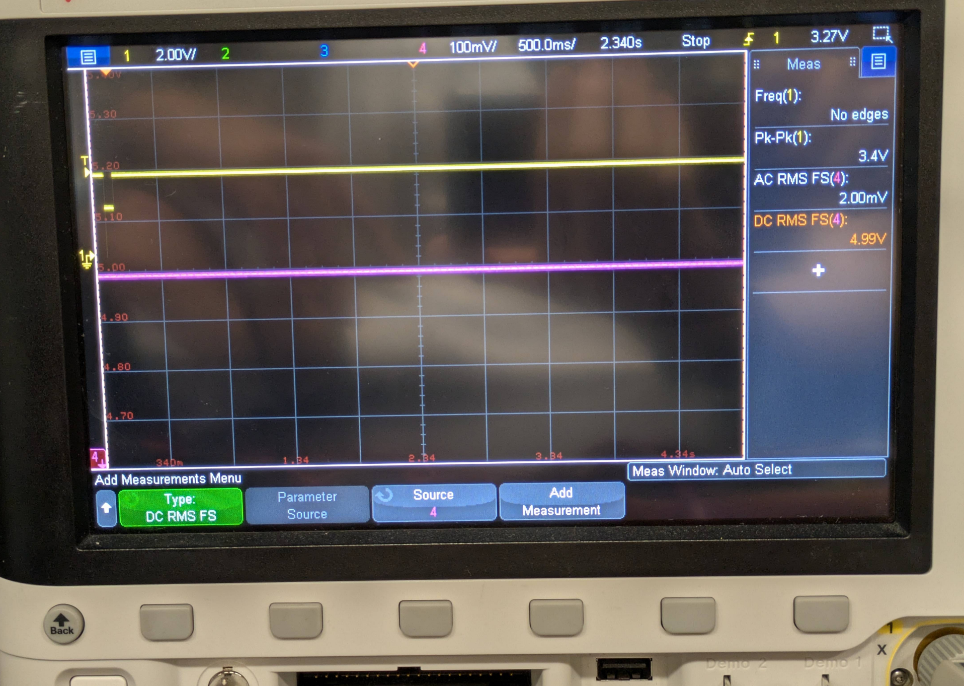 1 2.00V/ 2 3 4 100mV/ 500.0ms/ 2.340s Stop 1 3.27V
Meas
Freq(1):
No edges
Pk-Pk(1):
3.4V
AC RMS FS(4):
2.00mV
DC RMS FS(4):
4.99V
+
5.30
T
5.20
5.10
1
5.00
4.90
4.80
4.70
4
340m 1.34 2.34 3.34 4.34s
Add Measurements Menu
Meas Window: Auto Select
Type:
DC RMS FS
Parameter
Source
Source
4
Add
Measurement
Back
1
X
Demo 2 Demo 1